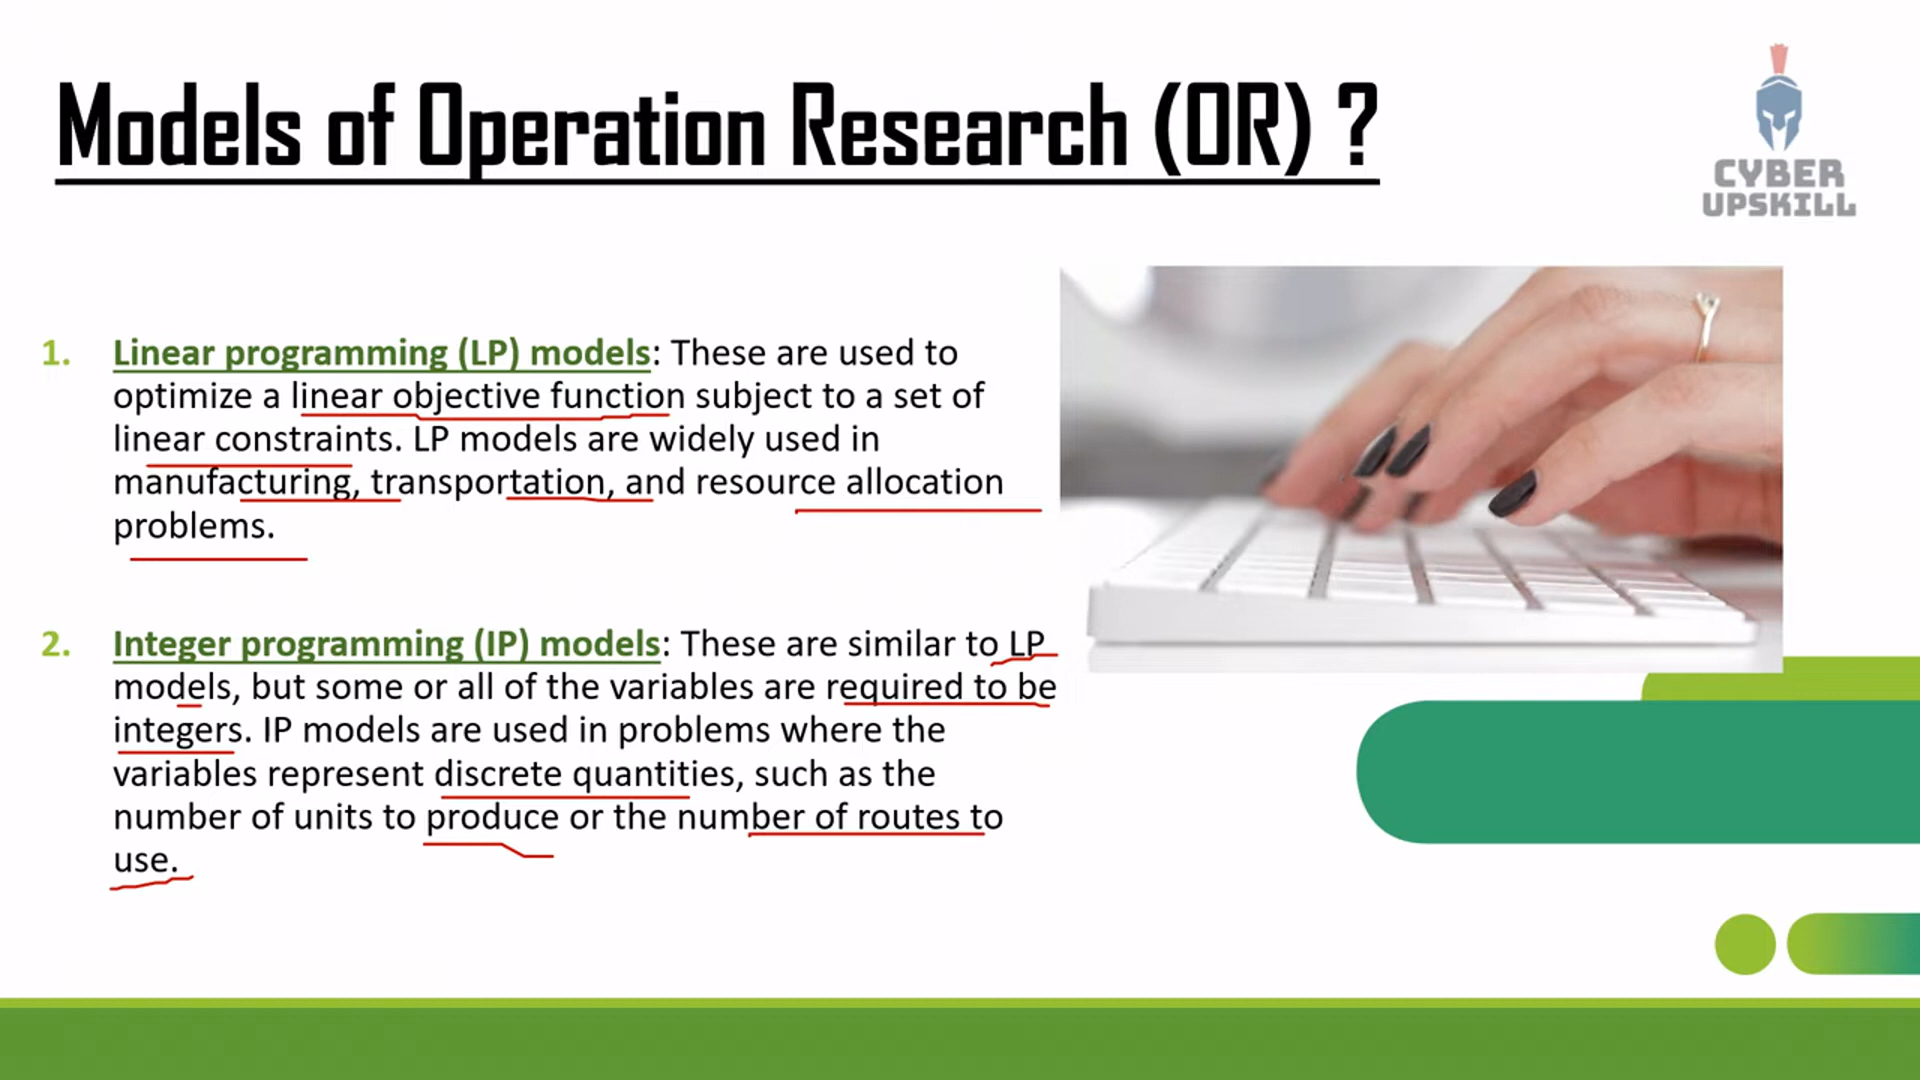 Models of Operation Research (OR) ?
CYBER
UPSKILL
1. Linear programming (LP) models: These are used to
optimize a linear objective function subject to a set of
linear constraints. LP models are widely used in
manufacturing, transportation, and resource allocation
problems.
2. Integer programming (IP) models: These are similar to LP
models, but some or all of the variables are required to be
integers. IP models are used in problems where the
variables represent discrete quantities, such as the
number of units to produce or the number of routes to
use.